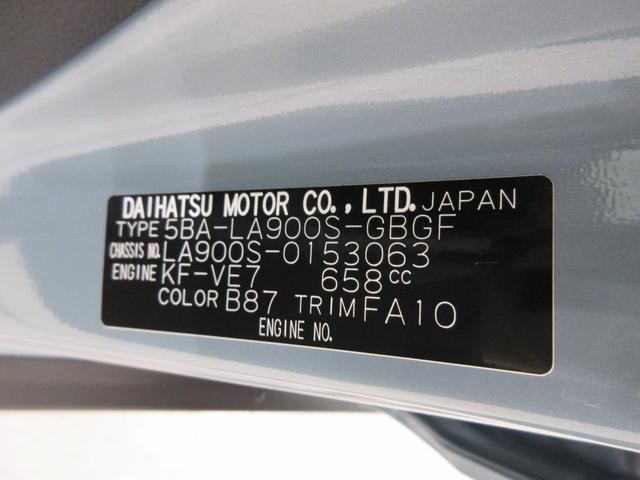 DAIHATSU MOTOR CO., LTD. JAPAN
TYPE 5BA-LA900S-GBGF
CHASSIS NO. LA900S-0153063
ENGINE KF-VE7 658cc
COLOR B87 TRIM FA10
ENGINE NO.